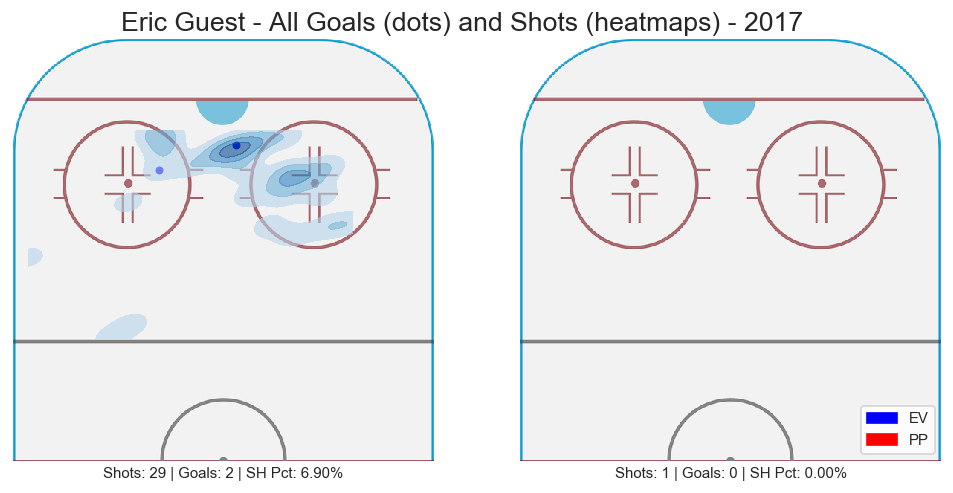 Eric Guest - All Goals (dots) and Shots (heatmaps) - 2017
EV
PP
Shots: 29 | Goals: 2 | SH Pct: 6.90%
Shots: 1 | Goals: 0 | SH Pct: 0.00%